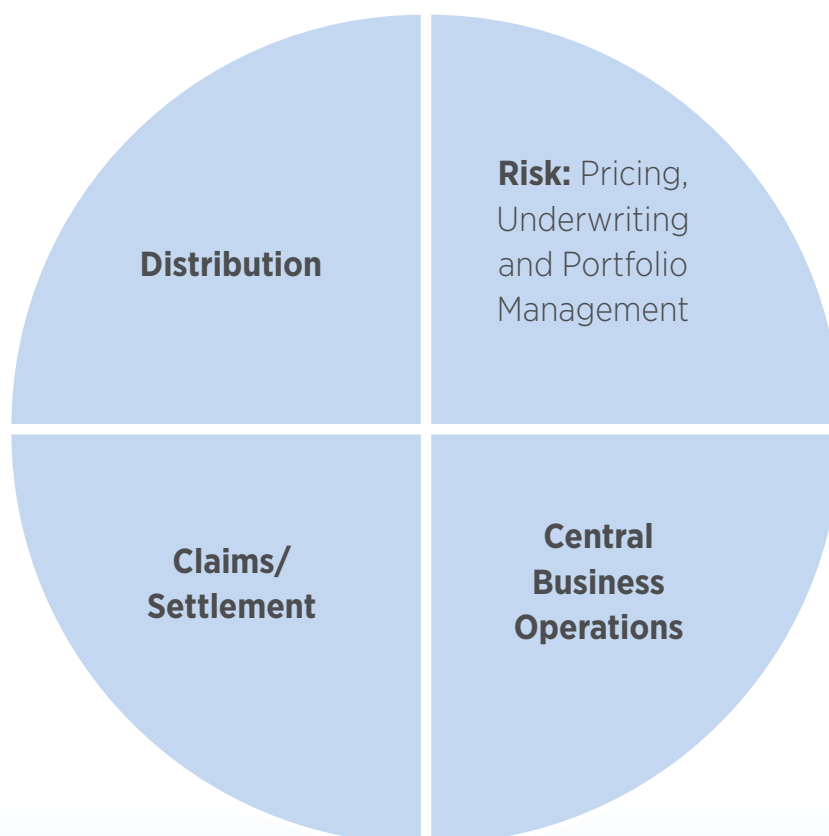 Distribution
Risk: Pricing,
Underwriting
and Portfolio
Management
Claims/
Settlement
Central
Business
Operations